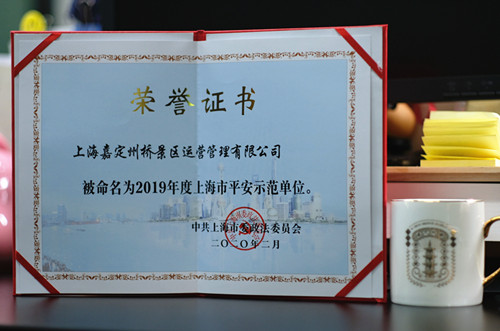 荣誉证书
上海嘉定州桥景区运营管理有限公司
被命名为2019年度上海市平安示范单位。
中共上海市委政法委员会
二〇二〇年二月